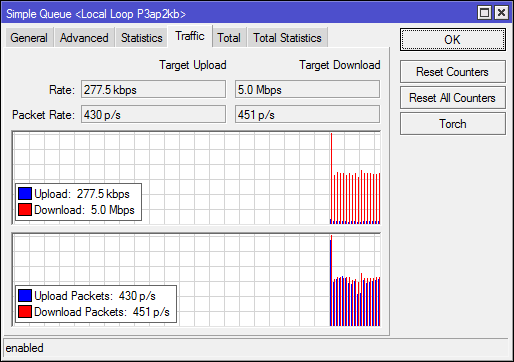 Simple Queue <Local Loop P3ap2kb>
General Advanced Statistics Traffic Total Total Statistics
OK
Reset Counters
Reset All Counters
Torch
Target Upload Target Download
Rate: 277.5 kbps 5.0 Mbps
Packet Rate: 430 p/s 451 p/s
Upload: 277.5 kbps
Download: 5.0 Mbps
Upload Packets: 430 p/s
Download Packets: 451 p/s
enabled